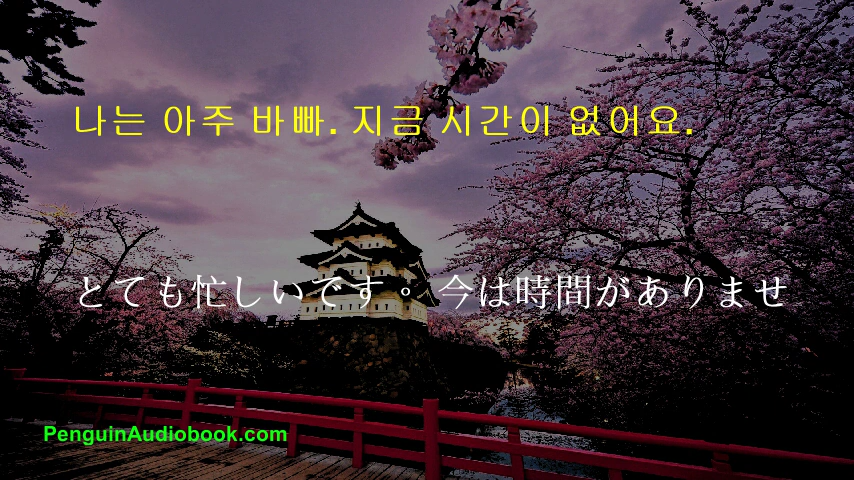 나는 아주 바빠. 지금 시간이 없어요.
とても忙しいです。 今は時間がありませ
PenguinAudiobook.com